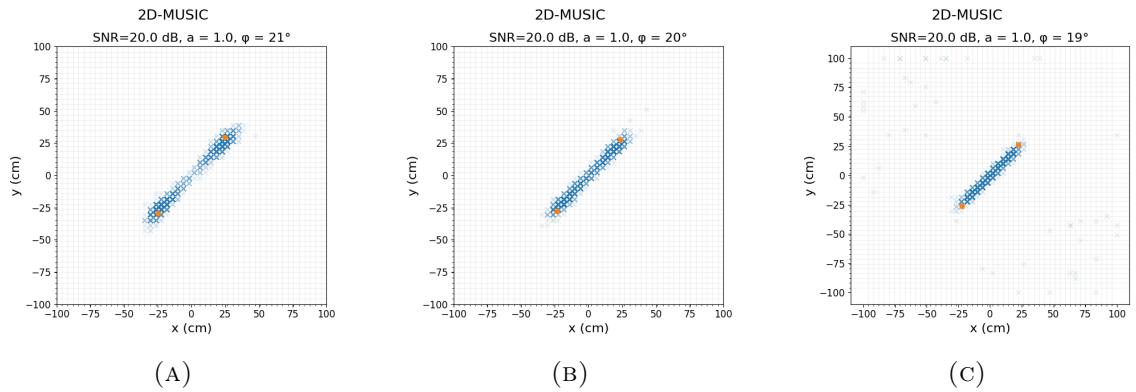 2D-MUSIC
SNR=20.0 dB, a = 1.0, φ = 21°
100
75
50
25
0
−25
−50
−75
−100
y (cm)
−100 −75 −50 −25 0 25 50 75 100
x (cm)
(A)
2D-MUSIC
SNR=20.0 dB, a = 1.0, φ = 20°
100
75
50
25
0
−25
−50
−75
−100
y (cm)
−100 −75 −50 −25 0 25 50 75 100
x (cm)
(B)
2D-MUSIC
SNR=20.0 dB, a = 1.0, φ = 19°
100
75
50
25
0
−25
−50
−75
−100
y (cm)
−100 −75 −50 −25 0 25 50 75 100
x (cm)
(C)